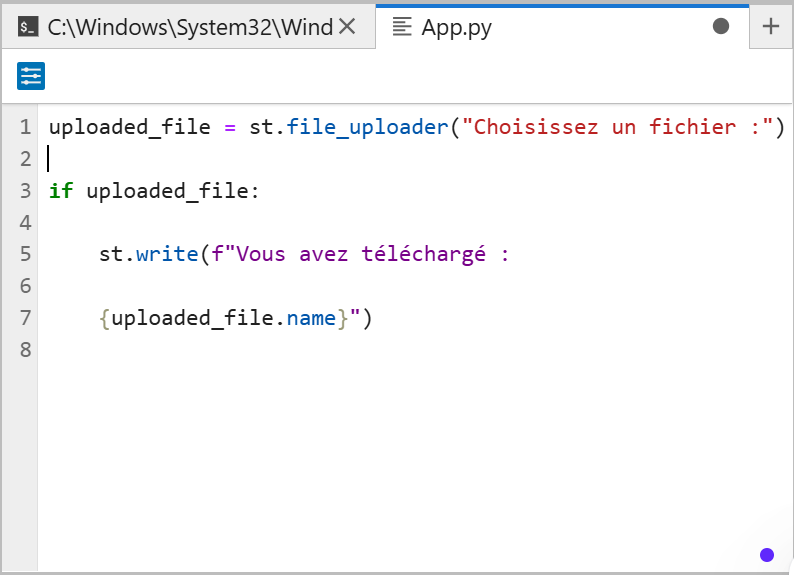 $_ C:\Windows\System32\Wind
App.py
1 uploaded_file = st.file_uploader("Choisissez un fichier :")
2
3 if uploaded_file:
4
5     st.write(f"Vous avez téléchargé :
6
7     {uploaded_file.name}")
8